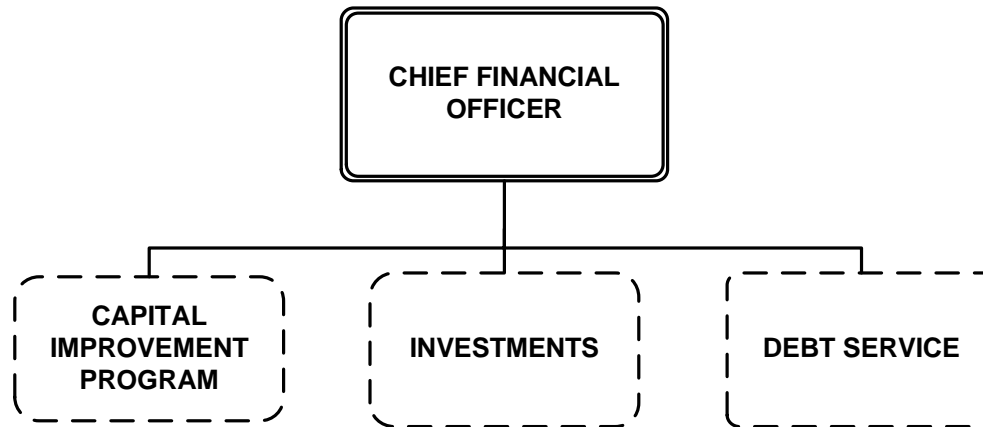 CHIEF FINANCIAL
OFFICER
CAPITAL
IMPROVEMENT
PROGRAM
INVESTMENTS
DEBT SERVICE